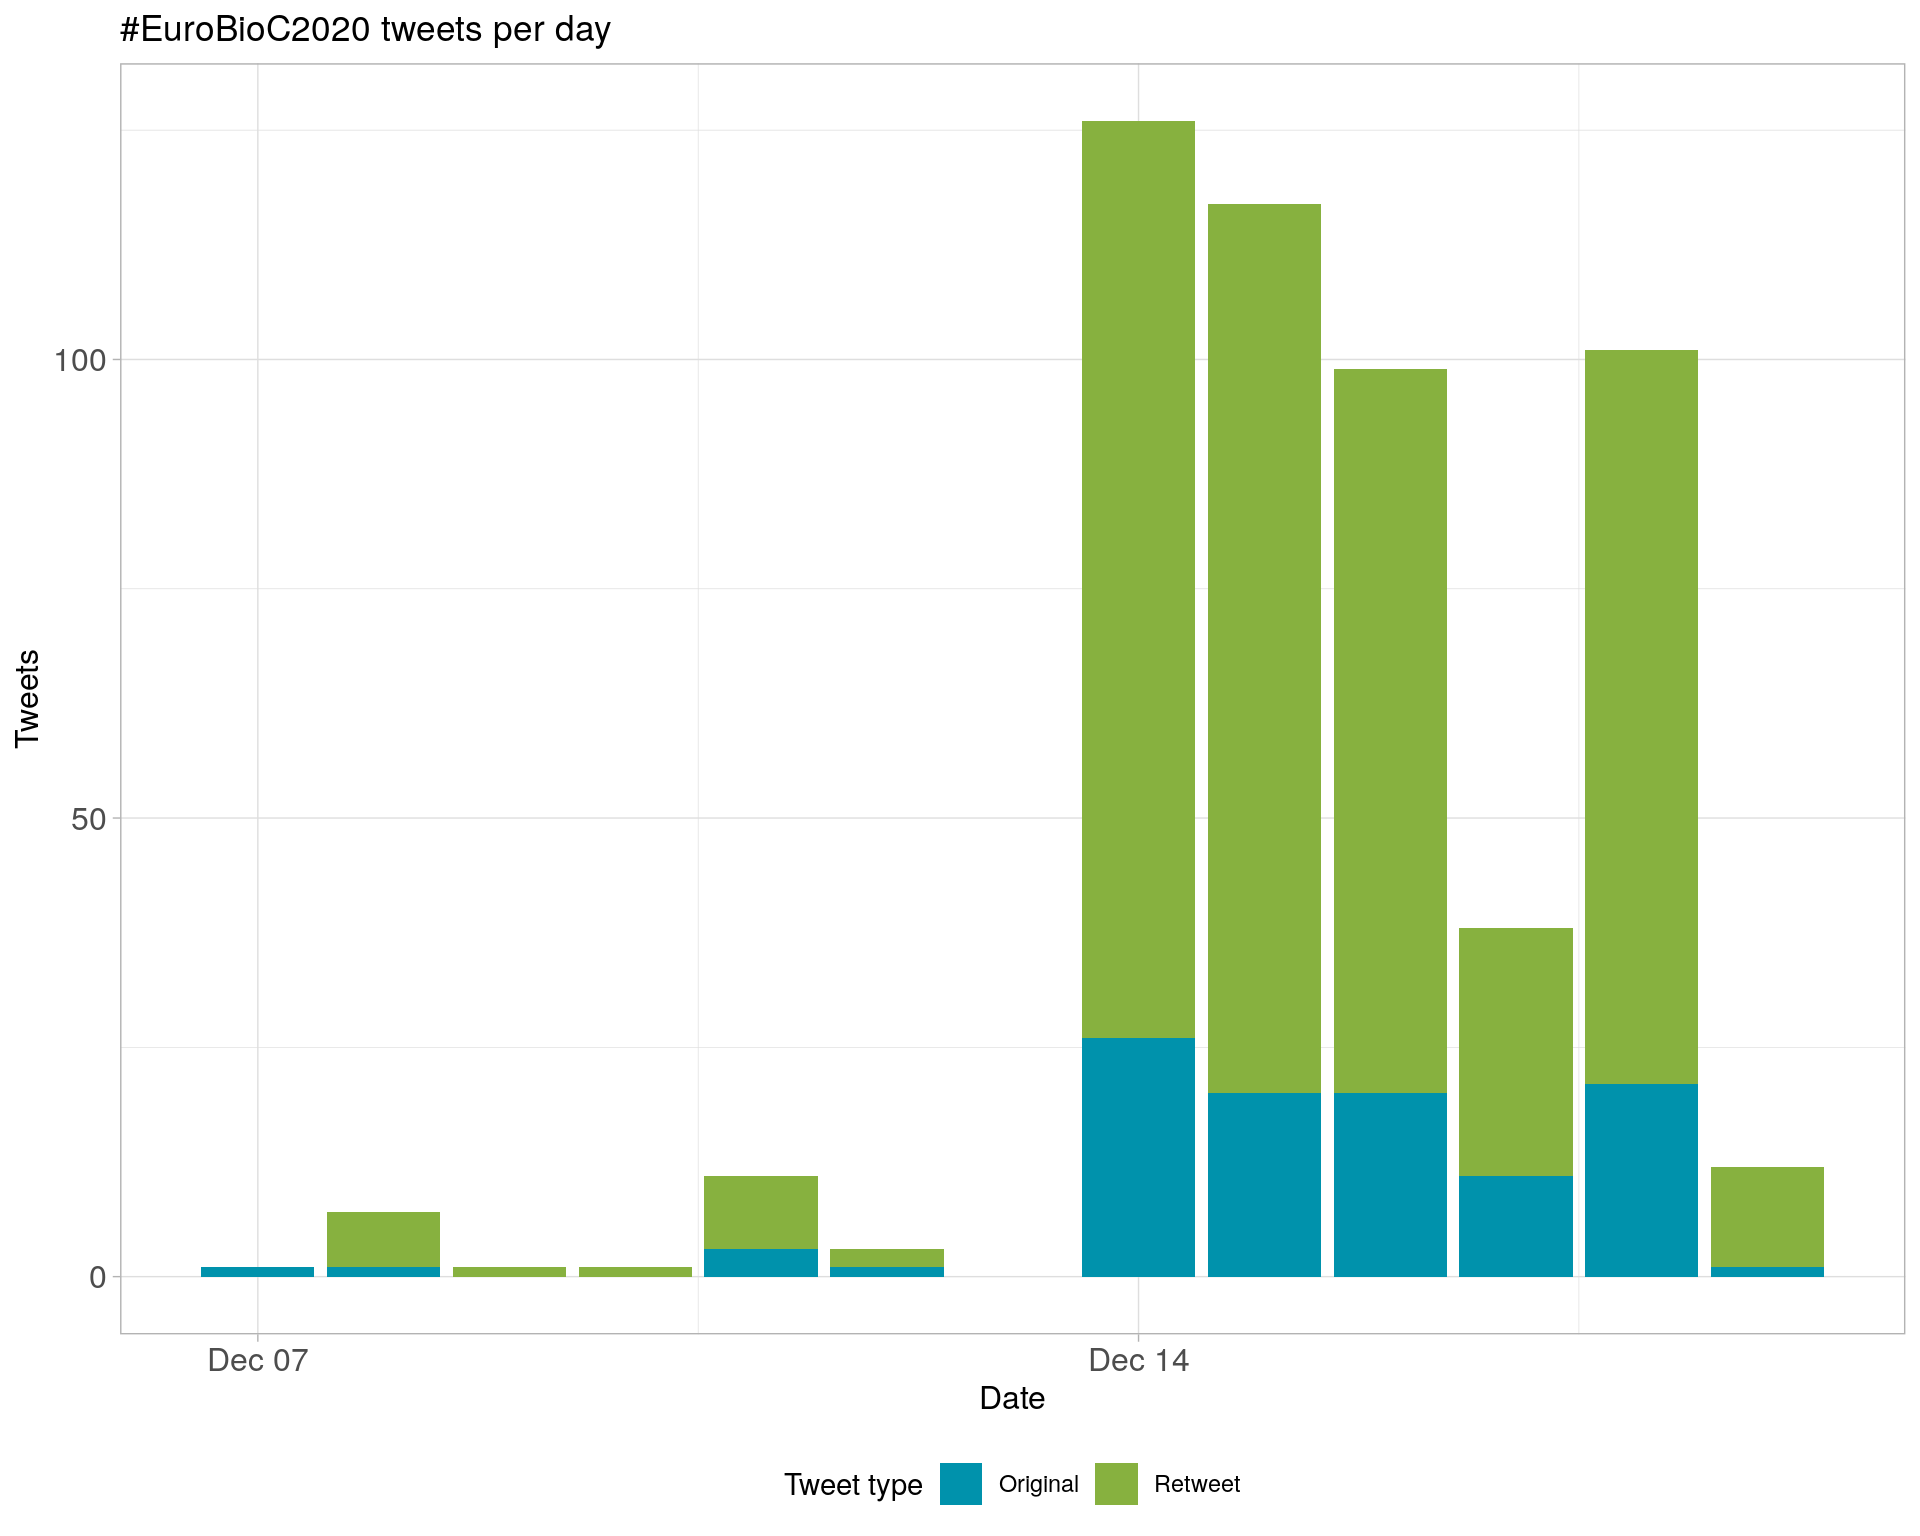 #EuroBioC2020 tweets per day
Tweets
100
50
0
Dec 07
Dec 14
Date
Tweet type
Original
Retweet